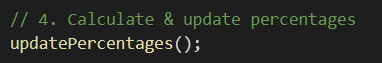 // 4. Calculate & update percentages
updatePercentages();